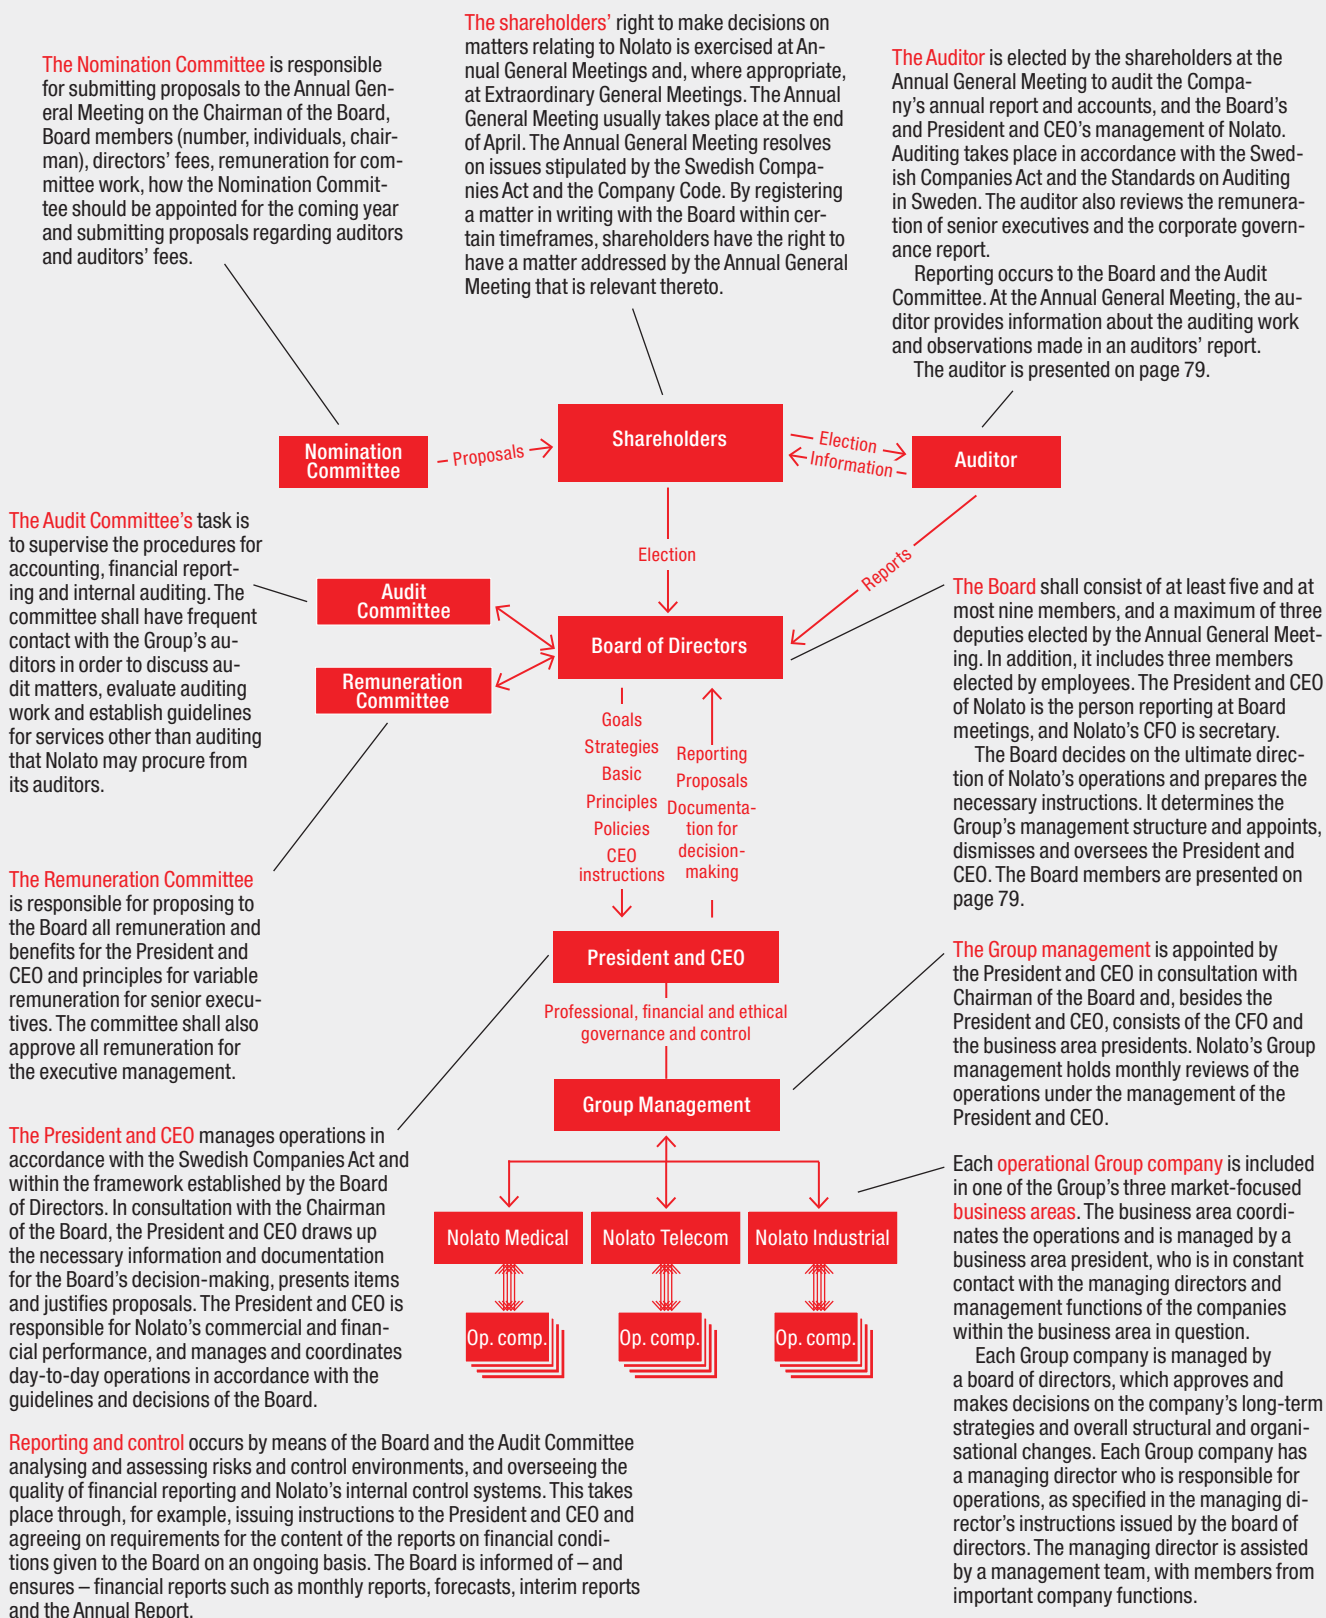 The shareholders’ right to make decisions on
matters relating to Nolato is exercised at An-
nual General Meetings and, where appropriate,
at Extraordinary General Meetings. The Annual
General Meeting usually takes place at the end
of April. The Annual General Meeting resolves
on issues stipulated by the Swedish Compa-
nies Act and the Company Code. By registering
a matter in writing with the Board within cer-
tain timeframes, shareholders have the right to
have a matter addressed by the Annual General
Meeting that is relevant thereto.
The Nomination Committee is responsible
for submitting proposals to the Annual Gen-
eral Meeting on the Chairman of the Board,
Board members (number, individuals, chair-
man), directors’ fees, remuneration for com-
mittee work, how the Nomination Commit-
tee should be appointed for the coming year
and submitting proposals regarding auditors
and auditors’ fees.
The Auditor is elected by the shareholders at the
Annual General Meeting to audit the Compa-
ny’s annual report and accounts, and the Board’s
and President and CEO’s management of Nolato.
Auditing takes place in accordance with the Swed-
ish Companies Act and the Standards on Auditing
in Sweden. The auditor also reviews the remunera-
tion of senior executives and the corporate govern-
ance report.
Reporting occurs to the Board and the Audit
Committee. At the Annual General Meeting, the au-
ditor provides information about the auditing work
and observations made in an auditors’ report.
The auditor is presented on page 79.
Nomination
Committee
Proposals
Shareholders
Election
Information
Auditor
Election
Reports
The Audit Committee’s task is
to supervise the procedures for
accounting, financial report-
ing and internal auditing. The
committee shall have frequent
contact with the Group’s au-
ditors in order to discuss au-
dit matters, evaluate auditing
work and establish guidelines
for services other than auditing
that Nolato may procure from
its auditors.
Audit
Committee
Remuneration
Committee
Board of Directors
The Board shall consist of at least five and at
most nine members, and a maximum of three
deputies elected by the Annual General Meet-
ing. In addition, it includes three members
elected by employees. The President and CEO
of Nolato is the person reporting at Board
meetings, and Nolato’s CFO is secretary.
The Board decides on the ultimate direc-
tion of Nolato’s operations and prepares the
necessary instructions. It determines the
Group’s management structure and appoints,
dismisses and oversees the President and
CEO. The Board members are presented on
page 79.
Goals
Strategies
Basic
Principles
Policies
CEO
instructions
Reporting
Proposals
Documenta-
tion for
decision-
making
The Remuneration Committee
is responsible for proposing to
the Board all remuneration and
benefits for the President and
CEO and principles for variable
remuneration for senior execu-
tives. The committee shall also
approve all remuneration for
the executive management.
President and CEO
Professional, financial and ethical
governance and control
Group Management
The Group management is appointed by
the President and CEO in consultation with
Chairman of the Board and, besides the
President and CEO, consists of the CFO and
the business area presidents. Nolato’s Group
management holds monthly reviews of the
operations under the management of the
President and CEO.
The President and CEO manages operations in
accordance with the Swedish Companies Act and
within the framework established by the Board
of Directors. In consultation with the Chairman
of the Board, the President and CEO draws up
the necessary information and documentation
for the Board’s decision-making, presents items
and justifies proposals. The President and CEO is
responsible for Nolato’s commercial and finan-
cial performance, and manages and coordinates
day-to-day operations in accordance with the
guidelines and decisions of the Board.
Nolato Medical
Nolato Telecom
Nolato Industrial
Op. comp.
Op. comp.
Op. comp.
Each operational Group company is included
in one of the Group’s three market-focused
business areas. The business area coordi-
nates the operations and is managed by a
business area president, who is in constant
contact with the managing directors and
management functions of the companies
within the business area in question.
Each Group company is managed by
a board of directors, which approves and
makes decisions on the company’s long-term
strategies and overall structural and organi-
sational changes. Each Group company has
a managing director who is responsible for
operations, as specified in the managing di-
rector’s instructions issued by the board of
directors. The managing director is assisted
by a management team, with members from
important company functions.
Reporting and control occurs by means of the Board and the Audit Committee
analysing and assessing risks and control environments, and overseeing the
quality of financial reporting and Nolato’s internal control systems. This takes
place through, for example, issuing instructions to the President and CEO and
agreeing on requirements for the content of the reports on financial condi-
tions given to the Board on an ongoing basis. The Board is informed of – and
ensures – financial reports such as monthly reports, forecasts, interim reports
and the Annual Report.